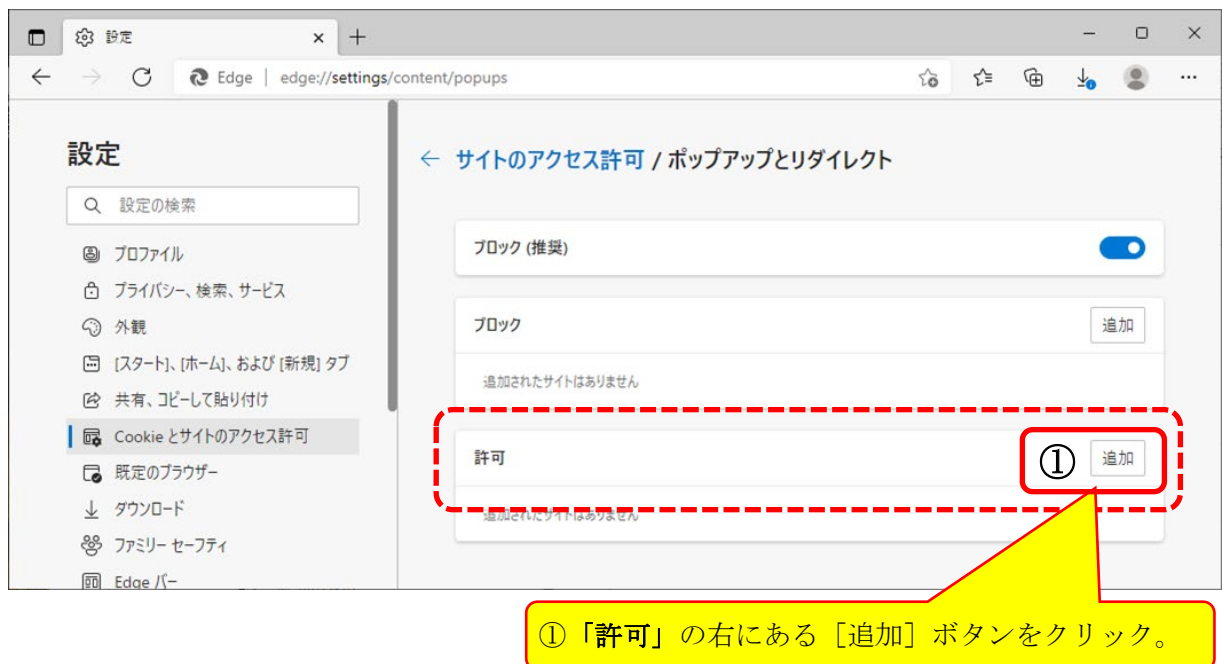 設定
Edge | edge://settings/content/popups
設定
設定の検索
プロファイル
プライバシー、検索、サービス
外観
[スタート]、[ホーム]、および [新規] タブ
共有、コピーして貼り付け
Cookie とサイトのアクセス許可
既定のブラウザー
ダウンロード
ファミリー セーフティ
Edge バー
サイトのアクセス許可 / ポップアップとリダイレクト
ブロック (推奨)
ブロック
追加
追加されたサイトはありません
許可
① 追加
追加されたサイトはありません
①「許可」の右にある［追加］ボタンをクリック。